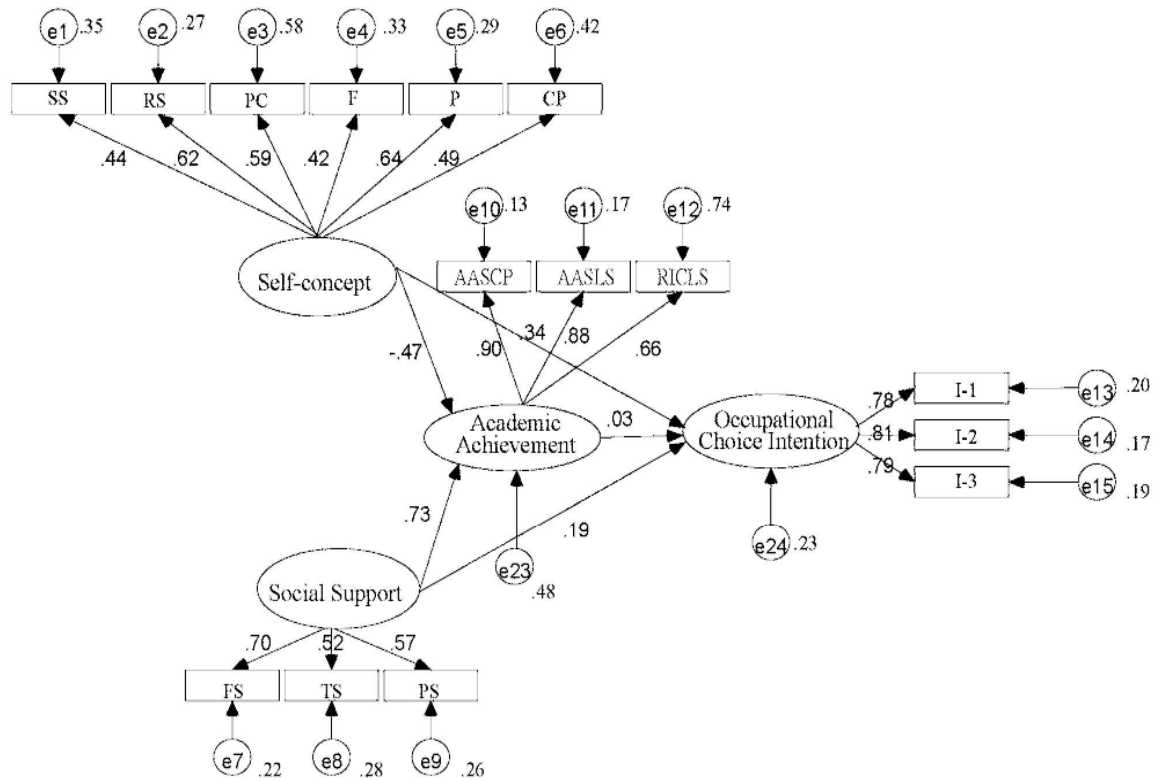 e1 .35 e2 .27 e3 .58 e4 .33 e5 .29 e6 .42
SS RS PC F P CP
.44 .62 .59 .42 .64 .49
e10 .13 e11 .17 e12 .74
AASCP AASLS RICLS
Self-concept
-.47 .90 .34 .88 .66
Academic
Achievement
.03
Occupational
Choice Intention
.78 I-1 e13 .20
.81 I-2 e14 .17
.79 I-3 e15 .19
.73 .19
e23 .48
e24 .23
Social Support
.70 .52 .57
FS TS PS
e7 .22 e8 .28 e9 .26